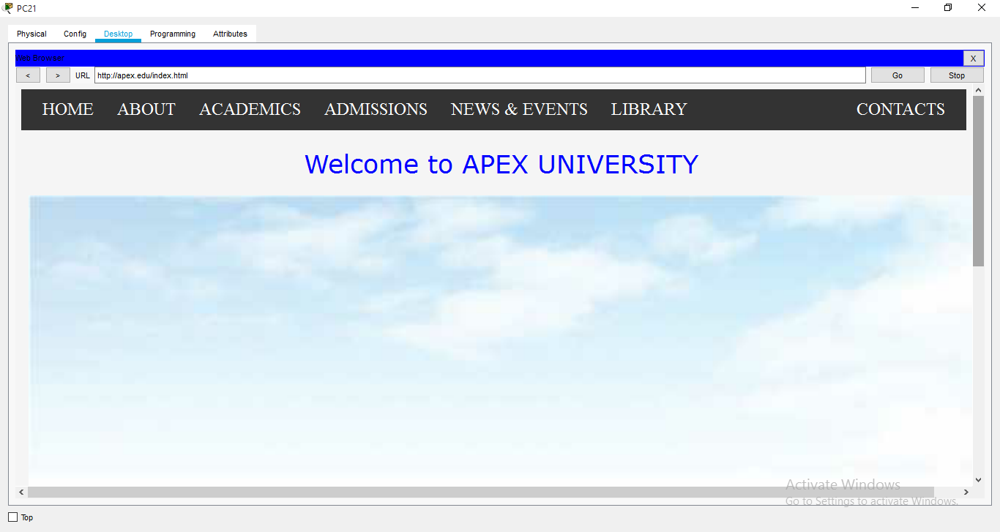 PC21
Physical Config Desktop Programming Attributes
Web Browser X
< > URL http://apex.edu/index.html Go Stop
HOME ABOUT ACADEMICS ADMISSIONS NEWS & EVENTS LIBRARY CONTACTS
Welcome to APEX UNIVERSITY
Activate Windows
Go to Settings to activate Windows.
Top